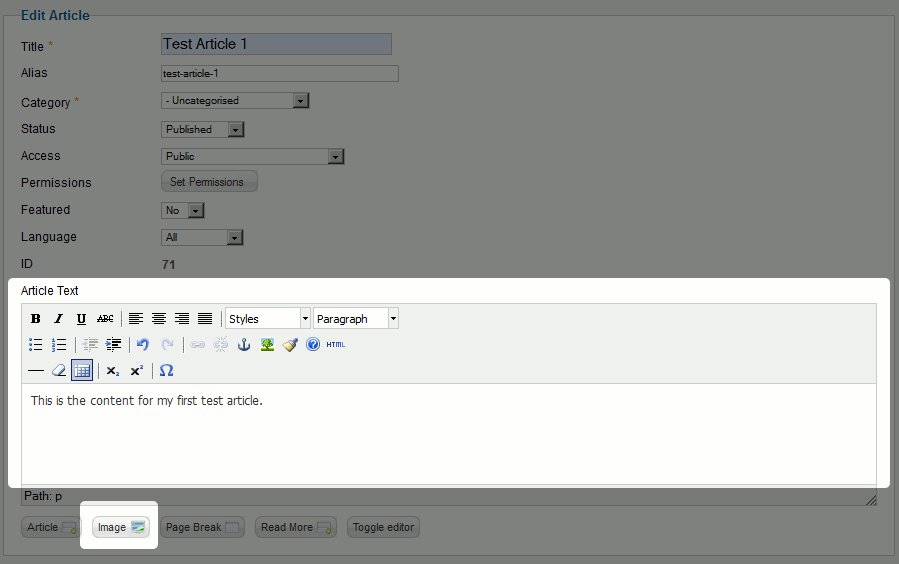 Edit Article
Title *
Test Article 1
Alias
test-article-1
Category *
- Uncategorised
Status
Published
Access
Public
Permissions
Set Permissions
Featured
No
Language
All
ID
71
Article Text
B I U ABC Styles Paragraph
HTML
x₂ x² Ω
This is the content for my first test article.
Path: p
Article Image Page Break Read More Toggle editor